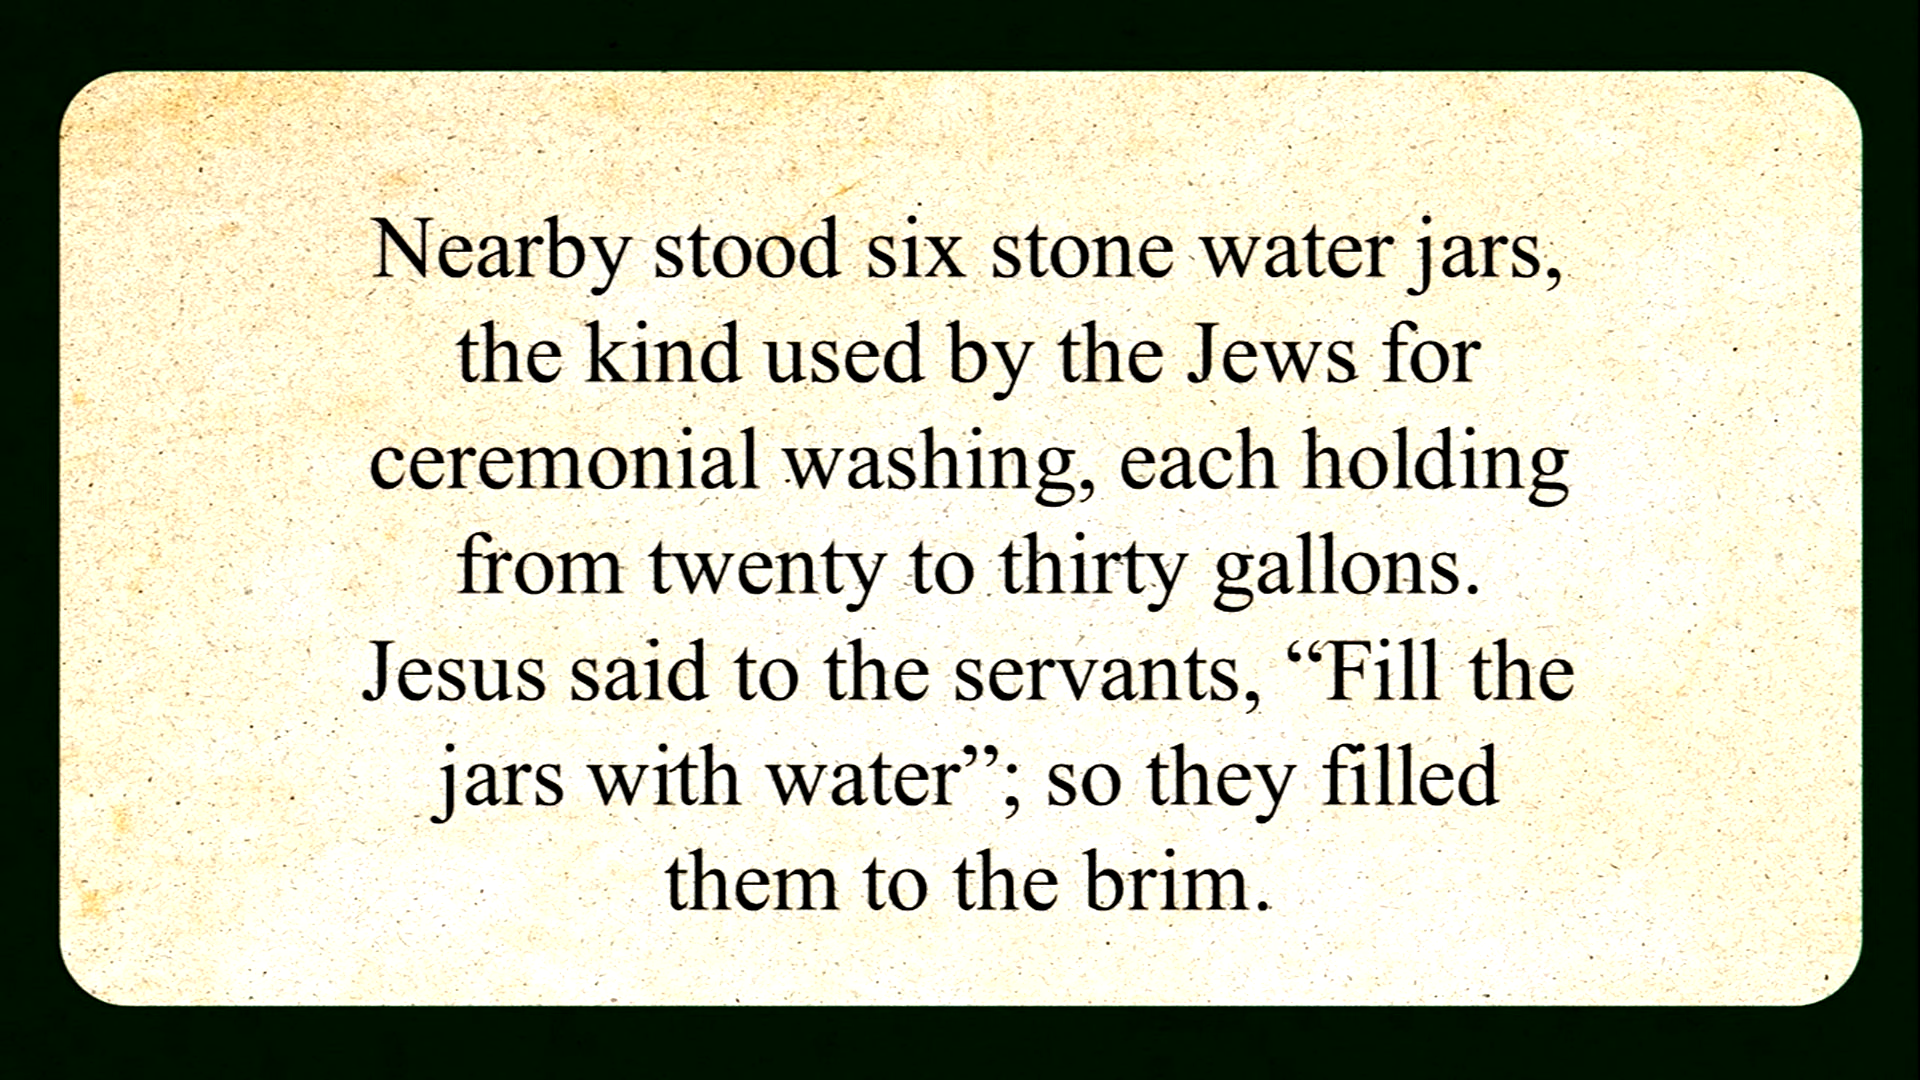 Nearby stood six stone water jars,
the kind used by the Jews for
ceremonial washing, each holding
from twenty to thirty gallons.
Jesus said to the servants, “Fill the
jars with water”; so they filled
them to the brim.